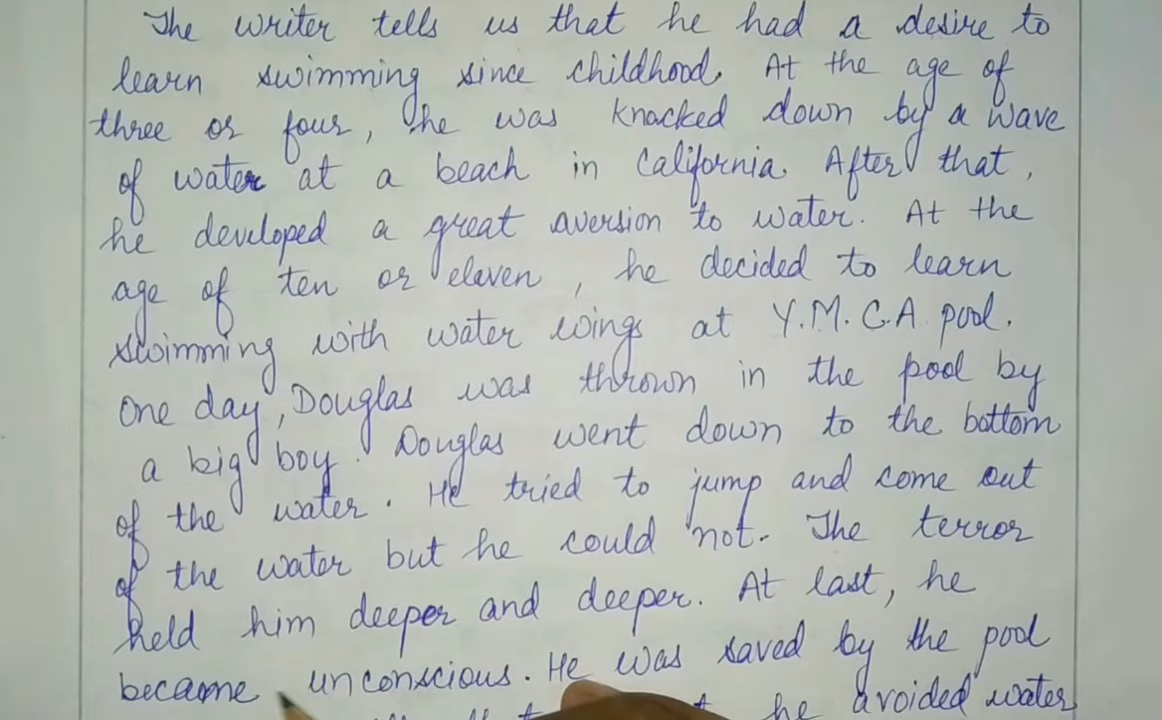 The writer tells us that he had a desire to
learn swimming since childhood. At the age of
three or four, he was knocked down by a wave
of water at a beach in California. After that,
he developed a great aversion to water. At the
age of ten or eleven, he decided to learn
swimming with water wings at Y.M.C.A pool.
One day, Douglas was thrown in the pool by
a big boy. Douglas went down to the bottom
of the water. He tried to jump and come out
of the water but he could not. The terror
held him deeper and deeper. At last, he
became unconscious. He was saved by the pool
he avoided water